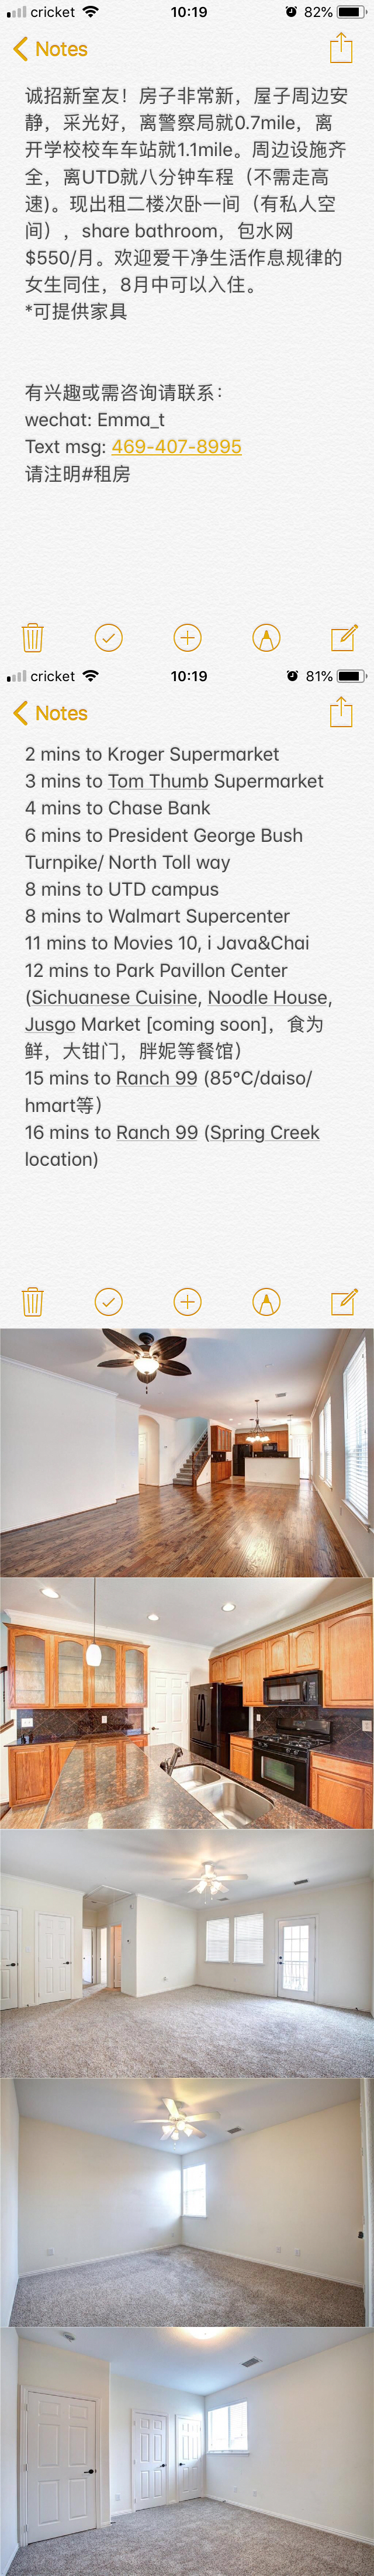 cricket 10:19 82%
Notes
诚招新室友！房子非常新，屋子周边安
静，采光好，离警察局就0.7mile，离
开学校校车车站就1.1mile。周边设施齐
全，离UTD就八分钟车程（不需走高
速)。现出租二楼次卧一间（有私人空
间），share bathroom，包水网
$550/月。欢迎爱干净生活作息规律的
女生同住，8月中可以入住。
*可提供家具
有兴趣或需咨询请联系：
wechat: Emma_t
Text msg: 469-407-8995
请注明#租房
cricket 10:19 81%
Notes
2 mins to Kroger Supermarket
3 mins to Tom Thumb Supermarket
4 mins to Chase Bank
6 mins to President George Bush
Turnpike/ North Toll way
8 mins to UTD campus
8 mins to Walmart Supercenter
11 mins to Movies 10, i Java&Chai
12 mins to Park Pavillon Center
(Sichuanese Cuisine, Noodle House,
Jusgo Market [coming soon]，食为
鲜，大钳门，胖妮等餐馆）
15 mins to Ranch 99 (85°C/daiso/
hmart等）
16 mins to Ranch 99 (Spring Creek
location)